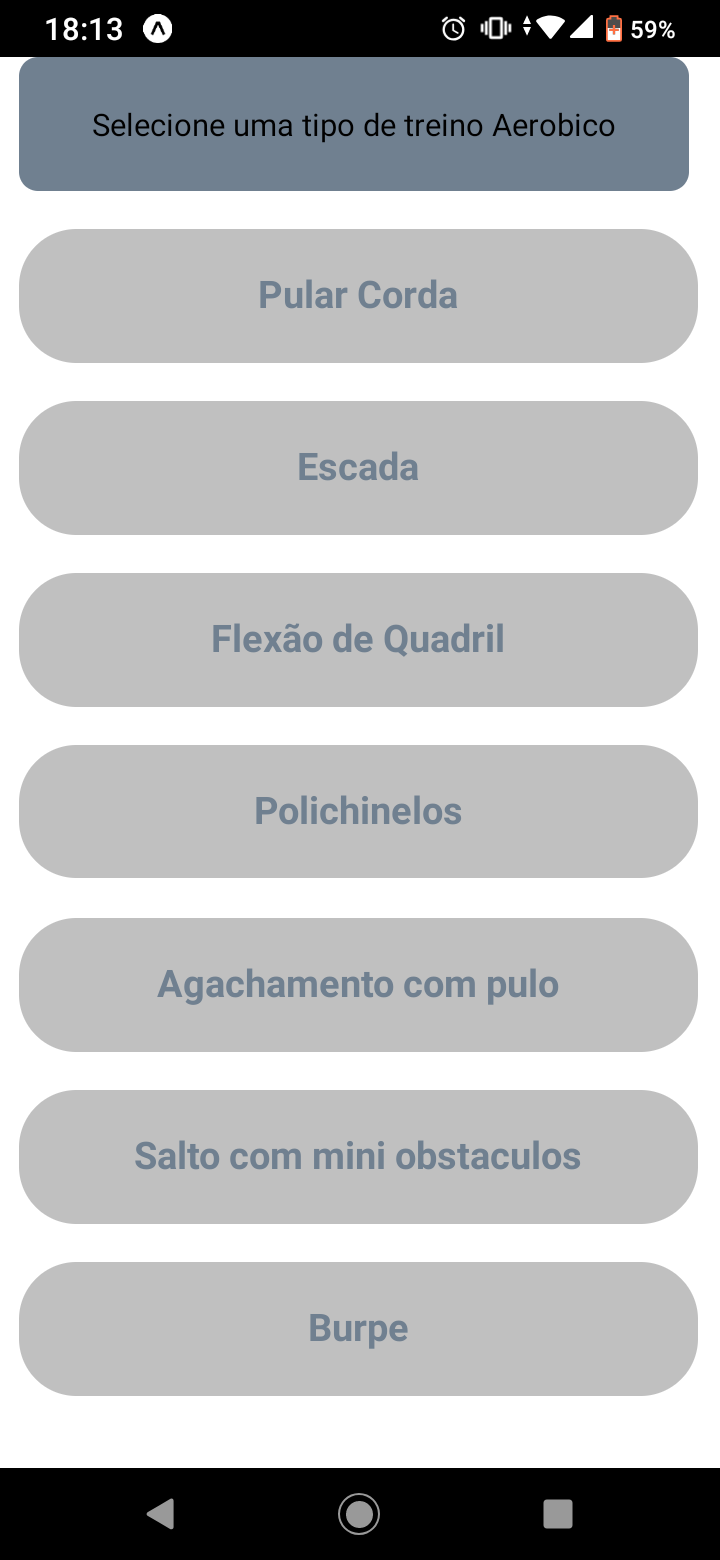 18:13
59%
Selecione uma tipo de treino Aerobico
Pular Corda
Escada
Flexão de Quadril
Polichinelos
Agachamento com pulo
Salto com mini obstaculos
Burpe